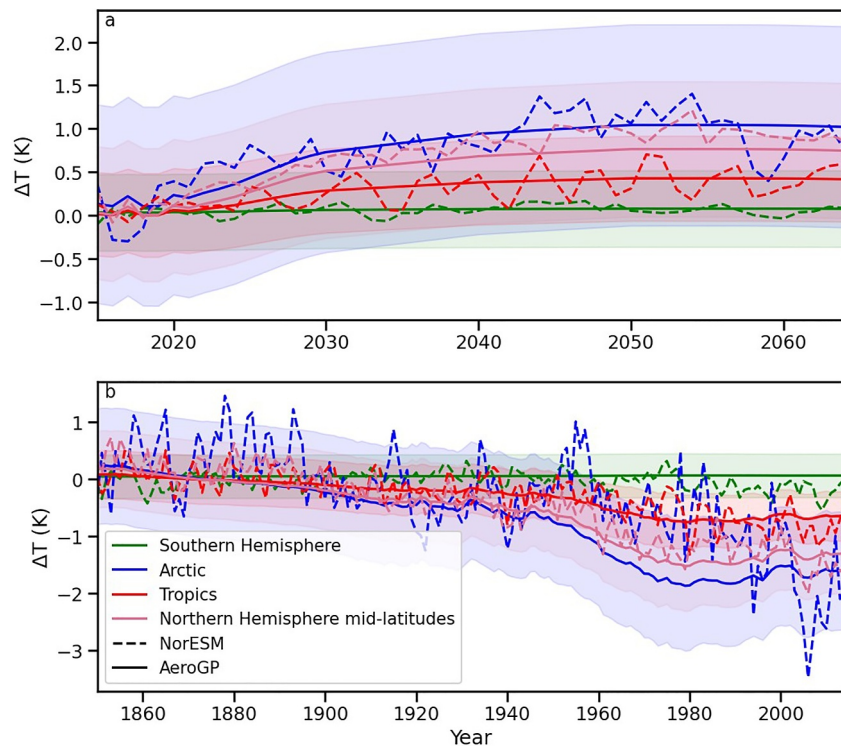 a
2.0
1.5
1.0
0.5
0.0
−0.5
−1.0
ΔT (K)
2020 2030 2040 2050 2060
b
1
0
−1
−2
−3
ΔT (K)
Southern Hemisphere
Arctic
Tropics
Northern Hemisphere mid-latitudes
NorESM
AeroGP
1860 1880 1900 1920 1940 1960 1980 2000
Year